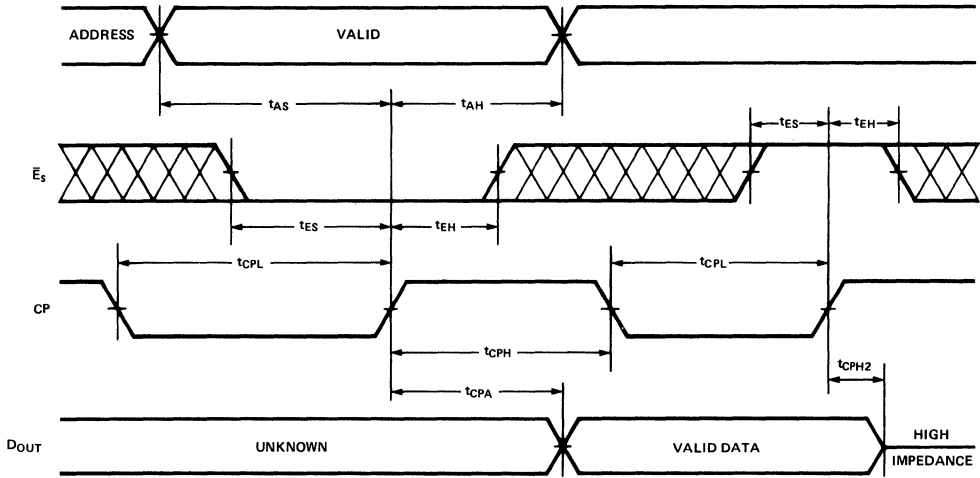 ADDRESS
VALID
tAS
tAH
tES
tEH
ĒS
tES
tEH
tCPL
tCPL
CP
tCPH
tCPH2
tCPA
DOUT
UNKNOWN
VALID DATA
HIGH
IMPEDANCE